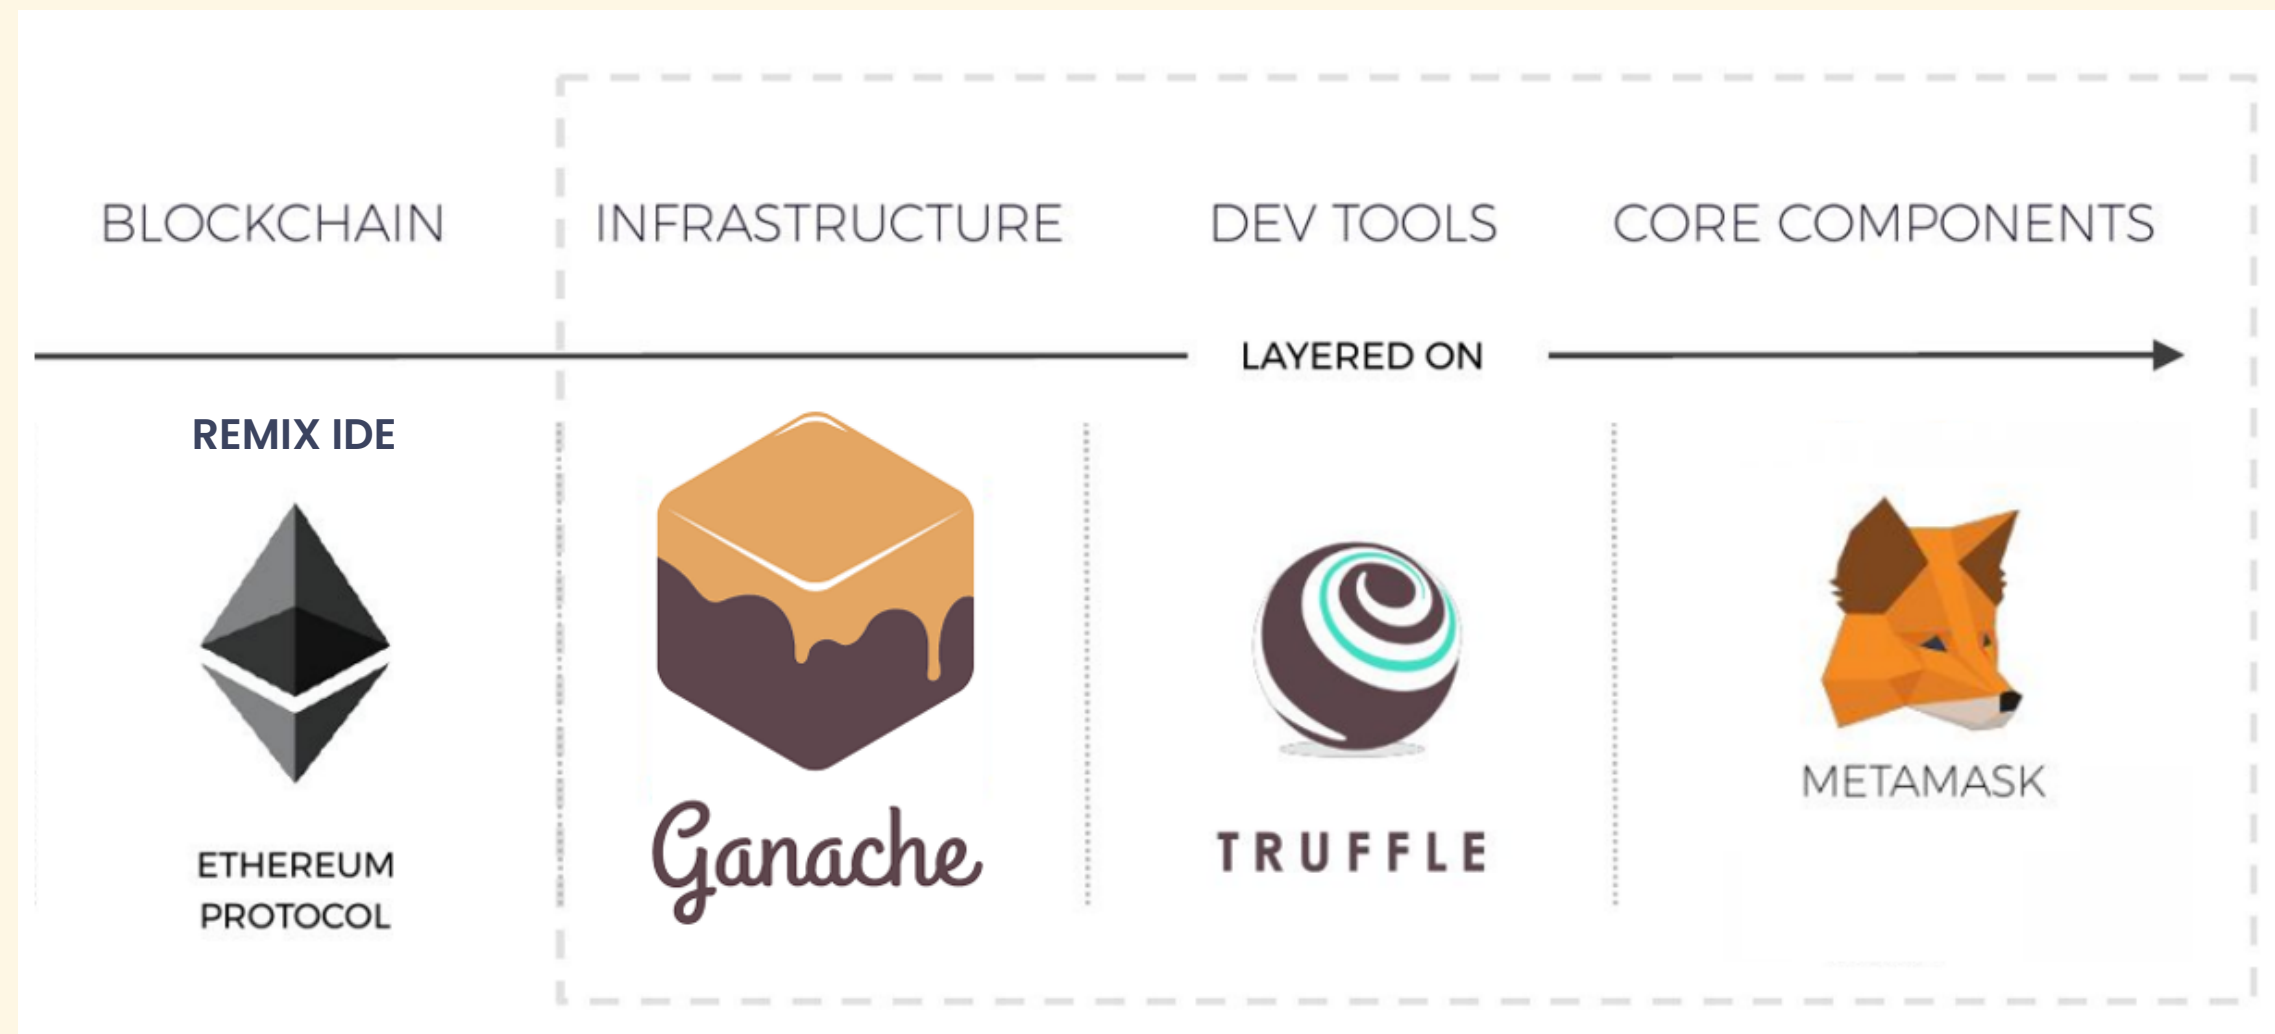 BLOCKCHAIN
INFRASTRUCTURE
DEV TOOLS
CORE COMPONENTS
LAYERED ON
REMIX IDE
ETHEREUM
PROTOCOL
Ganache
TRUFFLE
METAMASK